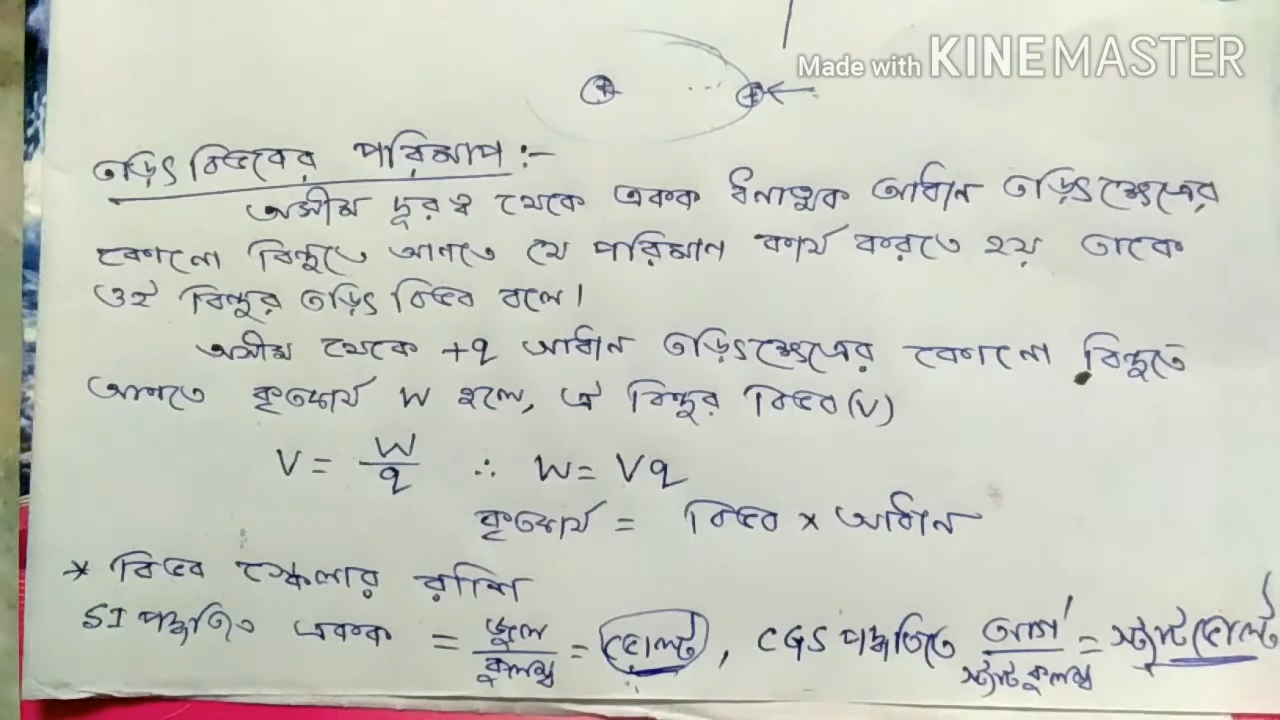 Made with KINEMASTER
তড়িৎ বিভবের পরিমাপ :-
অসীম দূরত্ব থেকে একক ধনাত্মক আধান তড়িৎক্ষেত্রের
কোনো বিন্দুতে আনতে যে পরিমান কার্য করতে হয় তাকে
ওই বিন্দুর তড়িৎ বিভব বলে।
অসীম থেকে +q আধান তড়িৎক্ষেত্রের কোনো বিন্দুতে
আনতে কৃতকার্য W হলে, ঐ বিন্দুর বিভব (V)
V = W/q ∴ W = Vq
কৃতকার্য = বিভব × আধান
* বিভব স্কেলার রাশি
SI পদ্ধতিতে একক = জুল/কুলম্ব = ভোল্ট, CGS পদ্ধতিতে আর্গ/স্ট্যাট কুলম্ব = স্ট্যাট ভোল্ট